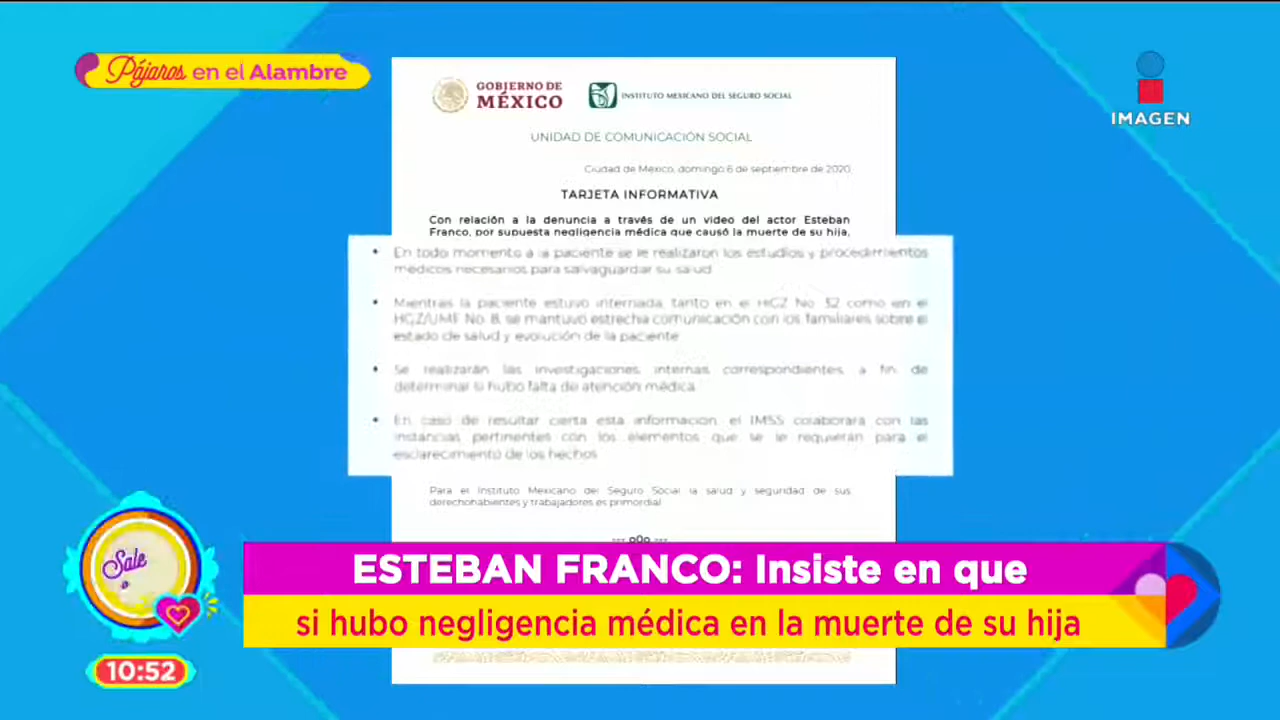 Pájaros en el Alambre
IMAGEN
GOBIERNO DE
MÉXICO
INSTITUTO MEXICANO DEL SEGURO SOCIAL
UNIDAD DE COMUNICACIÓN SOCIAL
Ciudad de México, domingo 6 de septiembre de 2020
TARJETA INFORMATIVA
Con relación a la denuncia a través de un video del actor Esteban
Franco, por supuesta negligencia médica que causó la muerte de su hija,
• En todo momento a la paciente se le realizaron los estudios y procedimientos
médicos necesarios para salvaguardar su salud
• Mientras la paciente estuvo internada, tanto en el HGZ No. 32 como en el
HGZ/UMF No. 8, se mantuvo estrecha comunicación con los familiares sobre el
estado de salud y evolución de la paciente
• Se realizarán las investigaciones internas correspondientes, a fin de
determinar si hubo falta de atención médica
• En caso de resultar cierta esta información, el IMSS colaborará con las
instancias pertinentes con los elementos que se le requieran para el
esclarecimiento de los hechos
Para el Instituto Mexicano del Seguro Social la salud y seguridad de sus
derechohabientes y trabajadores es primordial
--- o0o ---
Sale
ESTEBAN FRANCO: Insiste en que
si hubo negligencia médica en la muerte de su hija
10:52